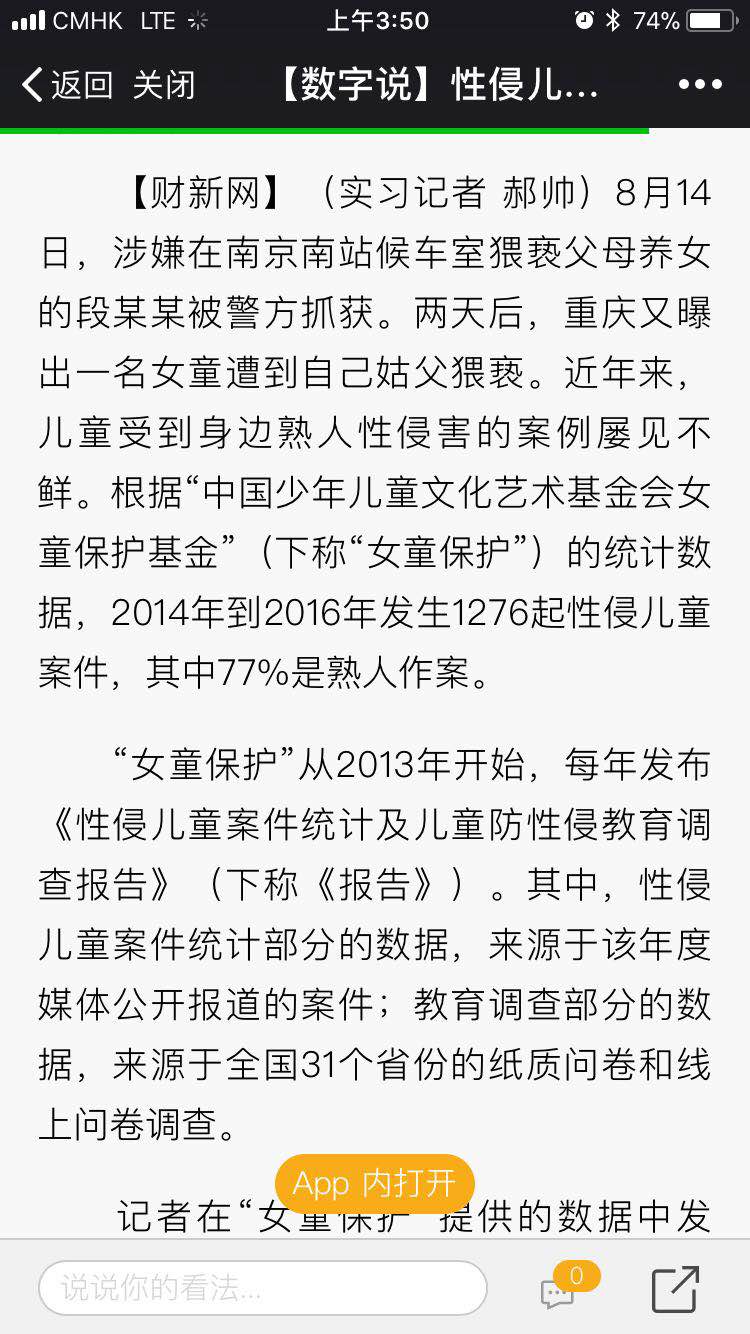 CMHK LTE 上午3:50 74%
返回 关闭 【数字说】性侵儿...
【财新网】（实习记者 郝帅）8月14
日，涉嫌在南京南站候车室猥亵父母养女
的段某某被警方抓获。两天后，重庆又曝
出一名女童遭到自己姑父猥亵。近年来，
儿童受到身边熟人性侵害的案例屡见不
鲜。根据“中国少年儿童文化艺术基金会女
童保护基金”（下称“女童保护”）的统计数
据，2014年到2016年发生1276起性侵儿童
案件，其中77%是熟人作案。
“女童保护”从2013年开始，每年发布
《性侵儿童案件统计及儿童防性侵教育调
查报告》（下称《报告》）。其中，性侵
儿童案件统计部分的数据，来源于该年度
媒体公开报道的案件；教育调查部分的数
据，来源于全国31个省份的纸质问卷和线
上问卷调查。
App 内打开
记者在“女童保护”提供的数据中发
说说你的看法...
0